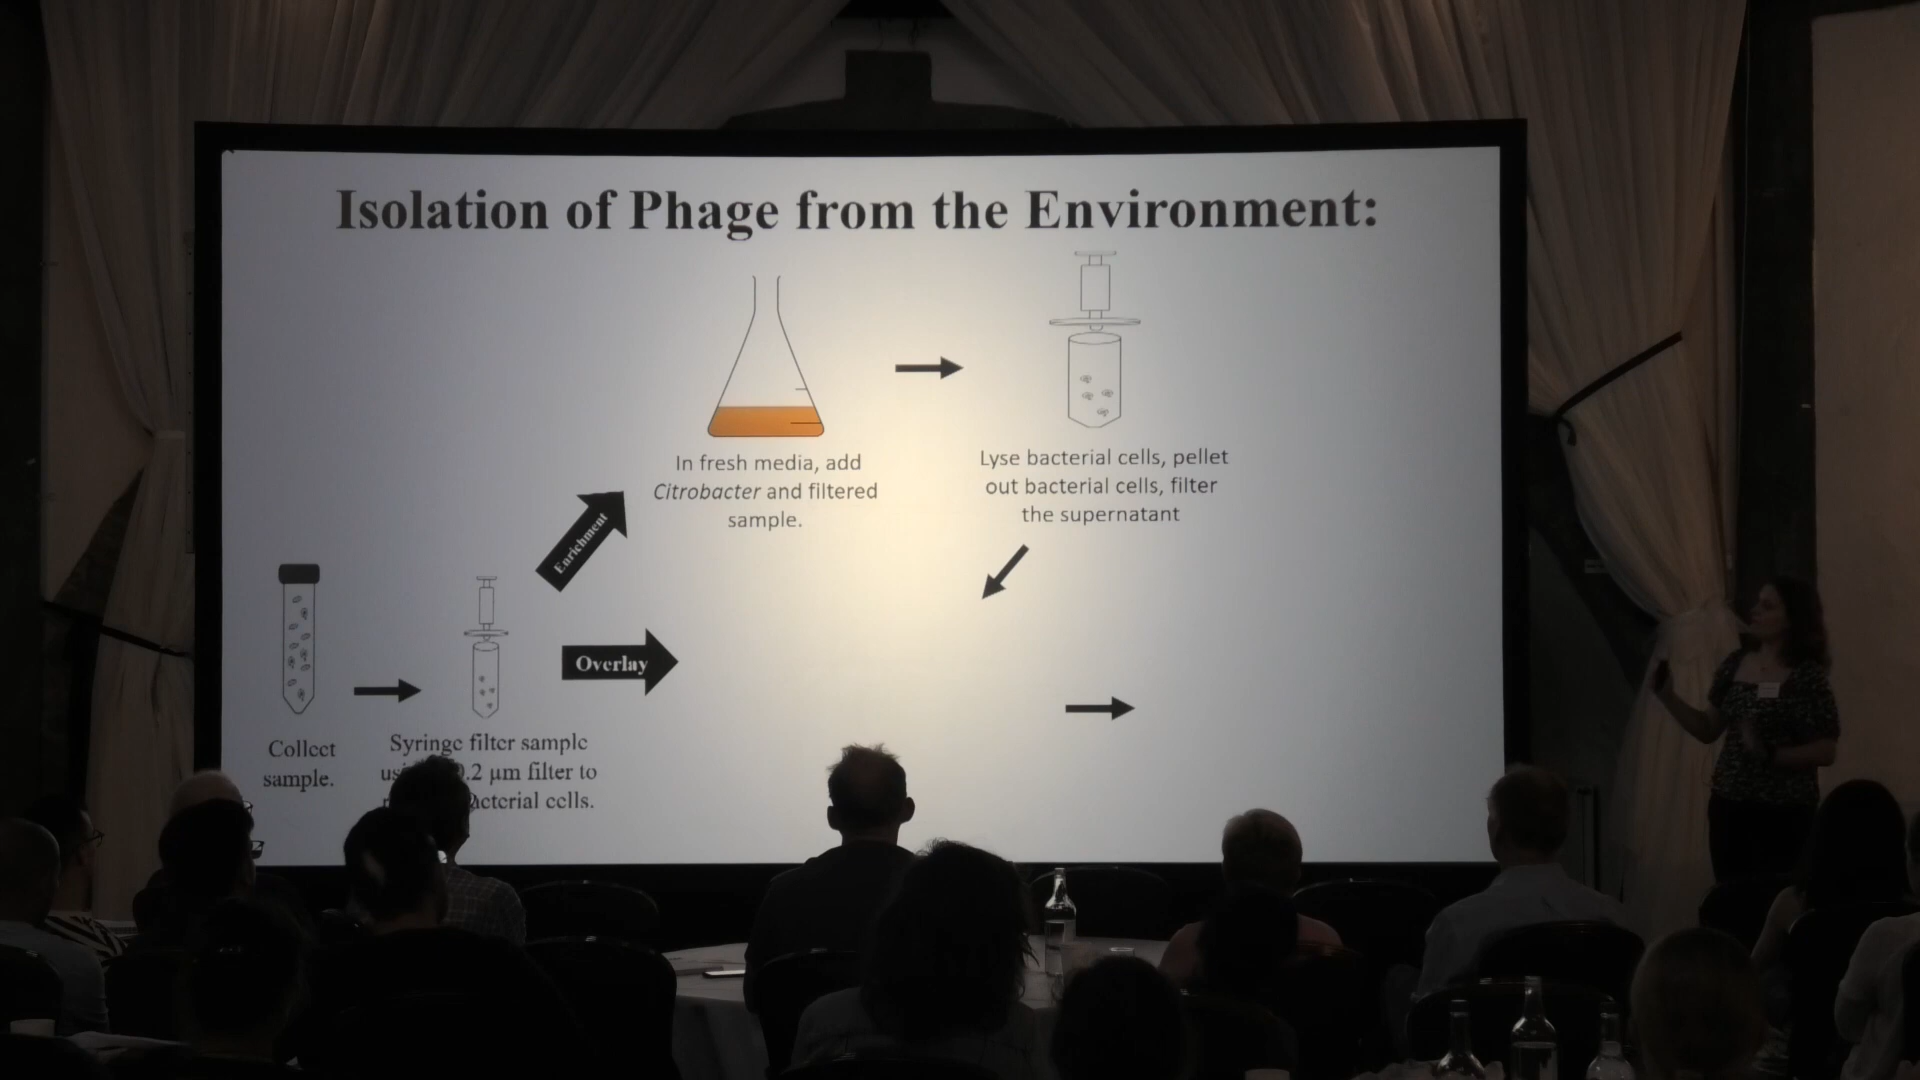 Isolation of Phage from the Environment:
In fresh media, add
Citrobacter and filtered
sample.
Lyse bacterial cells, pellet
out bacterial cells, filter
the supernatant
Enrichment
Overlay
Collect
sample.
Syringe filter sample
0.2 µm filter to
cells.